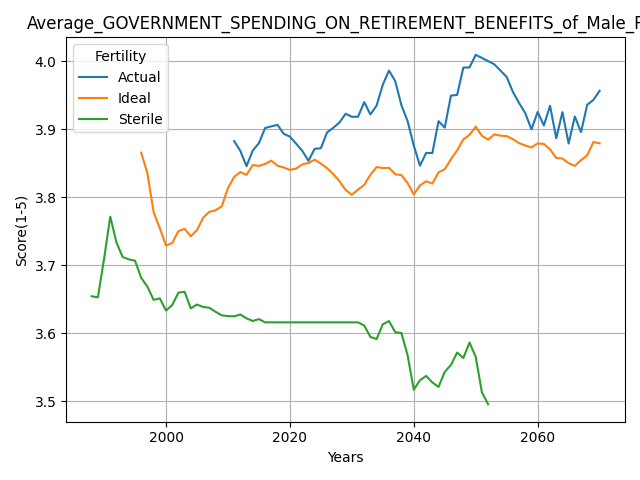 Average_GOVERNMENT_SPENDING_ON_RETIREMENT_BENEFITS_of_Male_
Fertility
Actual
Ideal
Sterile
Score(1-5)
4.0
3.9
3.8
3.7
3.6
3.5
2000
2020
2040
2060
Years